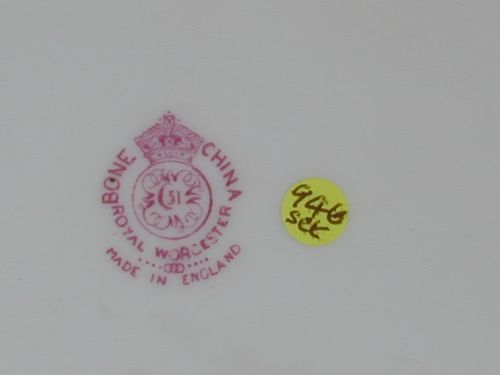 BONE CHINA
51
ROYAL WORCESTER
MADE IN ENGLAND
946
SCK